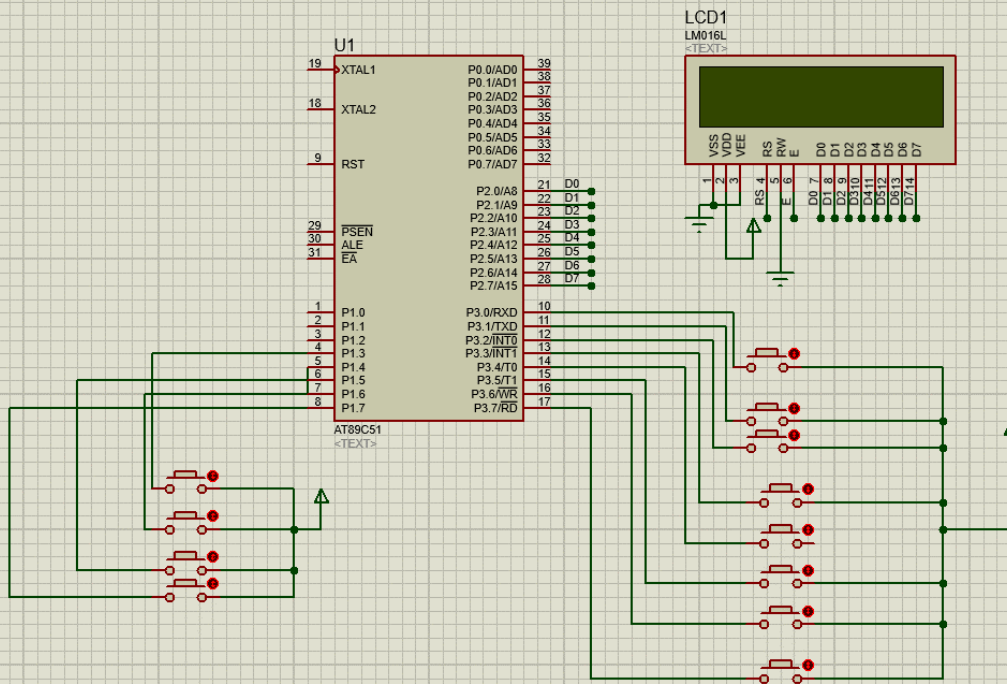 LCD1
LM016L
<TEXT>
VSS
VDD
VEE
RS
RW
E
D0
D1
D2
D3
D4
D5
D6
D7
1
2
3
RS 4
5
E 6
D0 7
D1 8
D2 9
D3 10
D4 11
D5 12
D6 13
D7 14
U1
19 XTAL1
18 XTAL2
9 RST
29 PSEN
30 ALE
31 EA
1 P1.0
2 P1.1
3 P1.2
4 P1.3
5 P1.4
6 P1.5
7 P1.6
8 P1.7
P0.0/AD0 39
P0.1/AD1 38
P0.2/AD2 37
P0.3/AD3 36
P0.4/AD4 35
P0.5/AD5 34
P0.6/AD6 33
P0.7/AD7 32
P2.0/A8 21 D0
P2.1/A9 22 D1
P2.2/A10 23 D2
P2.3/A11 24 D3
P2.4/A12 25 D4
P2.5/A13 26 D5
P2.6/A14 27 D6
P2.7/A15 28 D7
P3.0/RXD 10
P3.1/TXD 11
P3.2/INT0 12
P3.3/INT1 13
P3.4/T0 14
P3.5/T1 15
P3.6/WR 16
P3.7/RD 17
AT89C51
<TEXT>